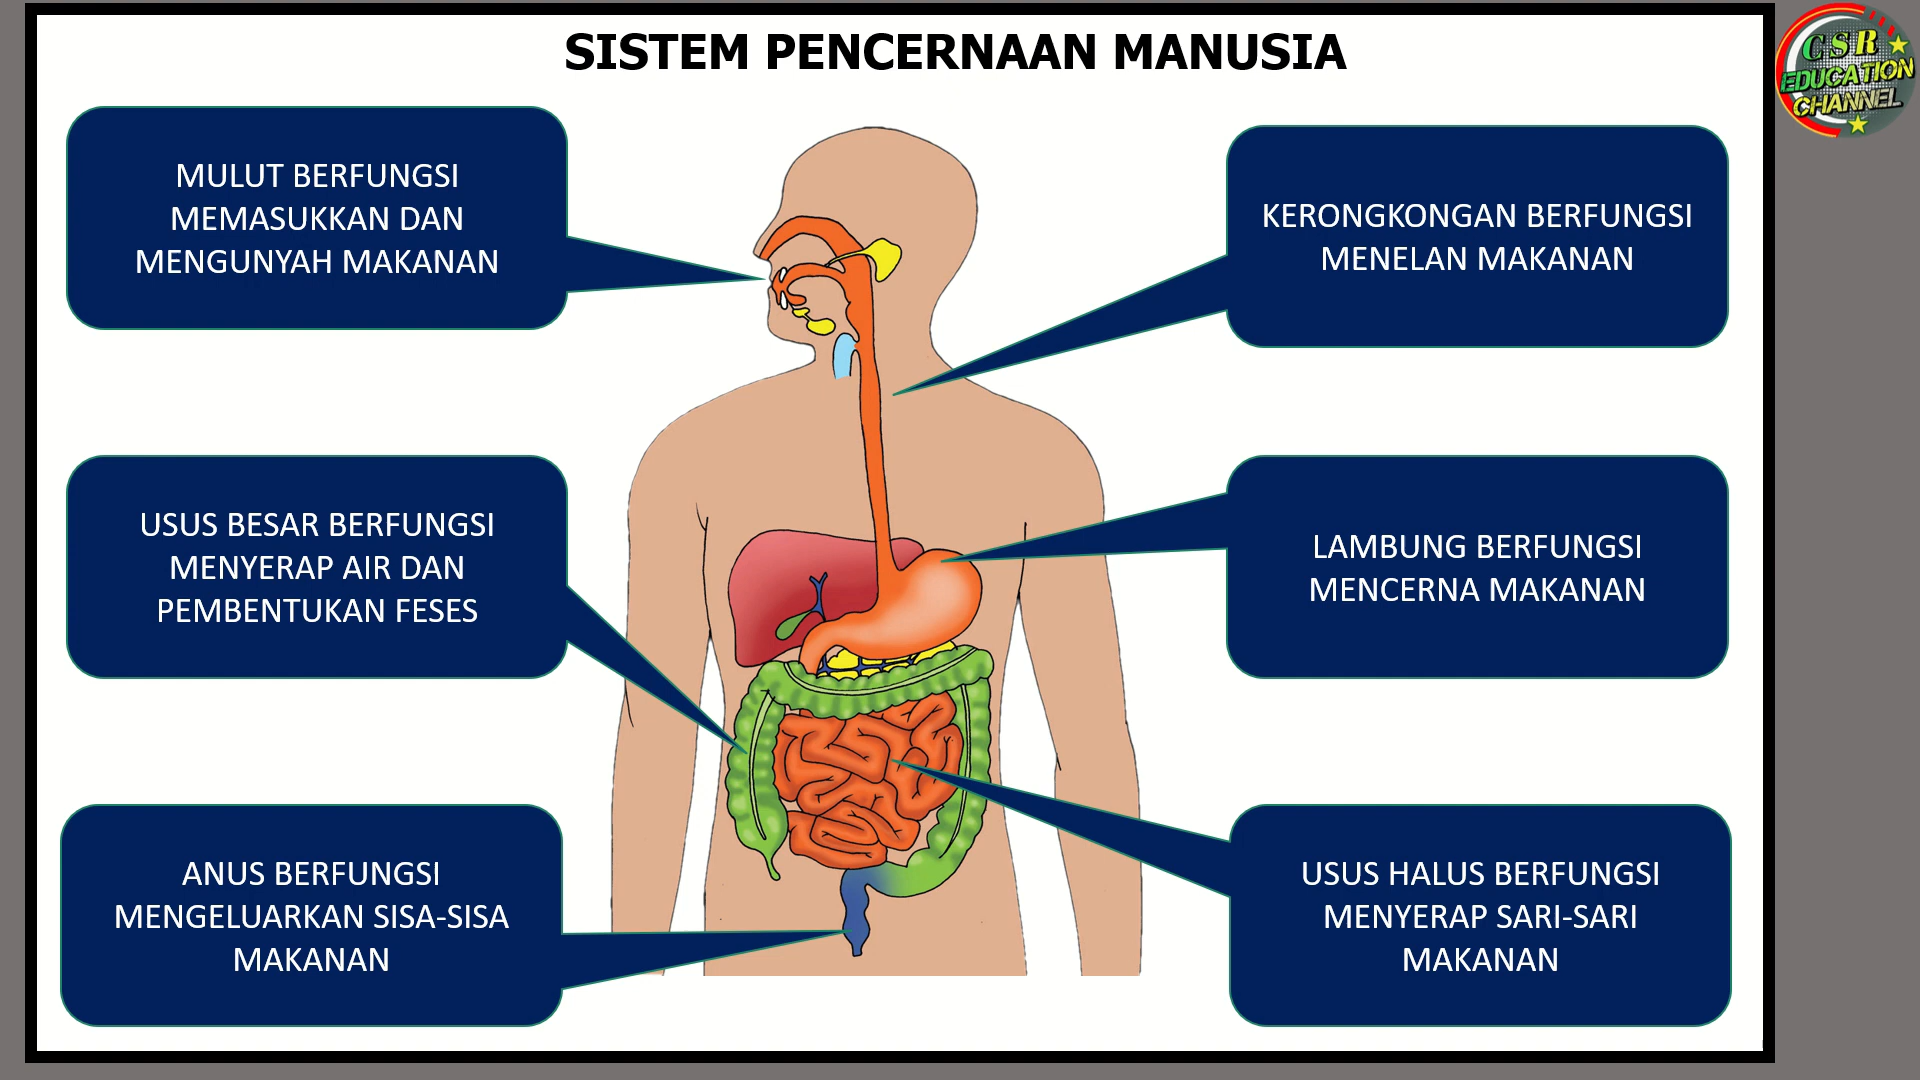 SISTEM PENCERNAAN MANUSIA
CSR
EDUCATION
CHANNEL
MULUT BERFUNGSI
MEMASUKKAN DAN
MENGUNYAH MAKANAN
KERONGKONGAN BERFUNGSI
MENELAN MAKANAN
USUS BESAR BERFUNGSI
MENYERAP AIR DAN
PEMBENTUKAN FESES
LAMBUNG BERFUNGSI
MENCERNA MAKANAN
ANUS BERFUNGSI
MENGELUARKAN SISA-SISA
MAKANAN
USUS HALUS BERFUNGSI
MENYERAP SARI-SARI
MAKANAN